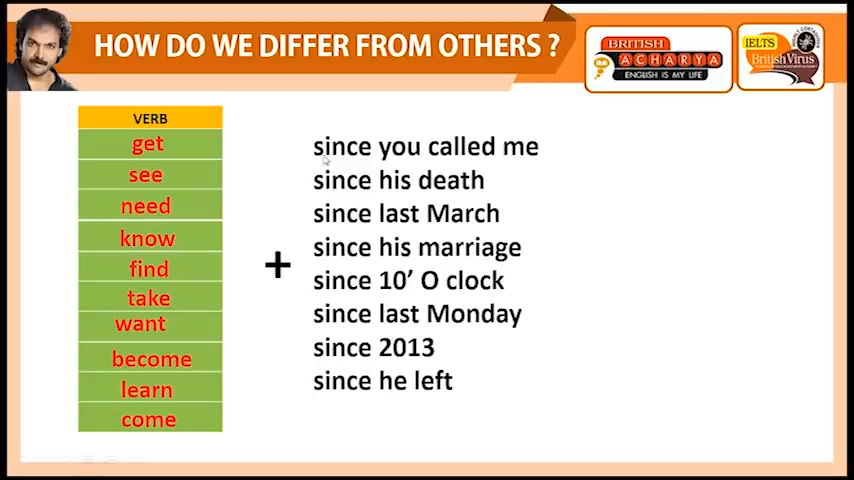 HOW DO WE DIFFER FROM OTHERS ?
BRITISH
ACHARYA
ENGLISH IS MY LIFE
IELTS
BritishVirus
VERB
get
see
need
know
find
take
want
become
learn
come
+
since you called me
since his death
since last March
since his marriage
since 10’ O clock
since last Monday
since 2013
since he left